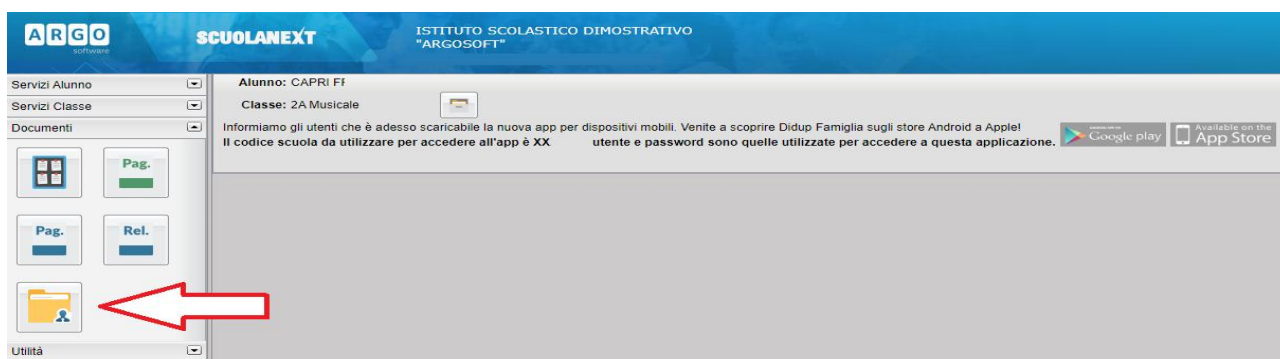 ARGO
software
SCUOLANEXT
ISTITUTO SCOLASTICO DIMOSTRATIVO
"ARGOSOFT"
Servizi Alunno
Servizi Classe
Documenti
Pag.
Pag.
Rel.
Utilità
Alunno: CAPRI FF
Classe: 2A Musicale
Informiamo gli utenti che è adesso scaricabile la nuova app per dispositivi mobili. Venite a scoprire Didup Famiglia sugli store Android a Apple!
Il codice scuola da utilizzare per accedere all'app è XX utente e password sono quelle utilizzate per accedere a questa applicazione.
Google play
Available on the
App Store